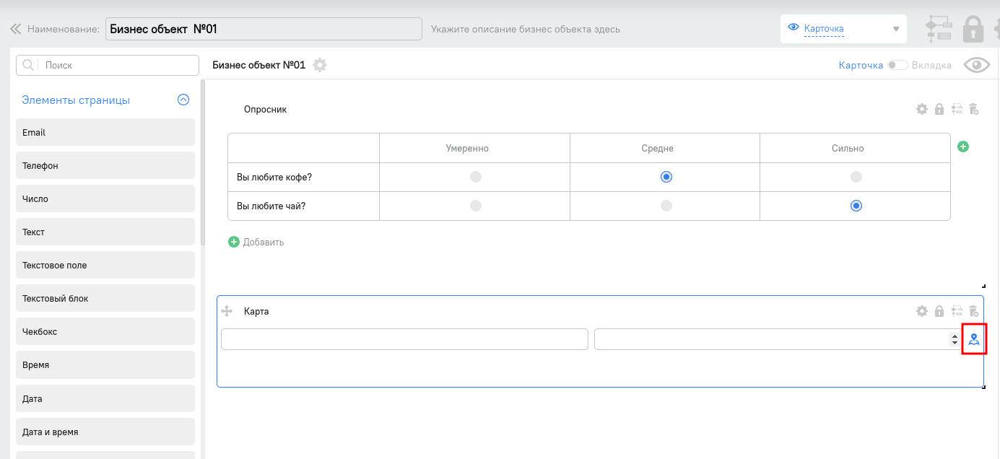 Наименование: Бизнес объект №01 Укажите описание бизнес объекта здесь Карточка
Поиск
Бизнес объект №01 Карточка Вкладка
Элементы страницы
Email
Телефон
Число
Текст
Текстовое поле
Текстовый блок
Чекбокс
Время
Дата
Дата и время
Опросник
Умеренно Средне Сильно
Вы любите кофе?
Вы любите чай?
Добавить
Карта